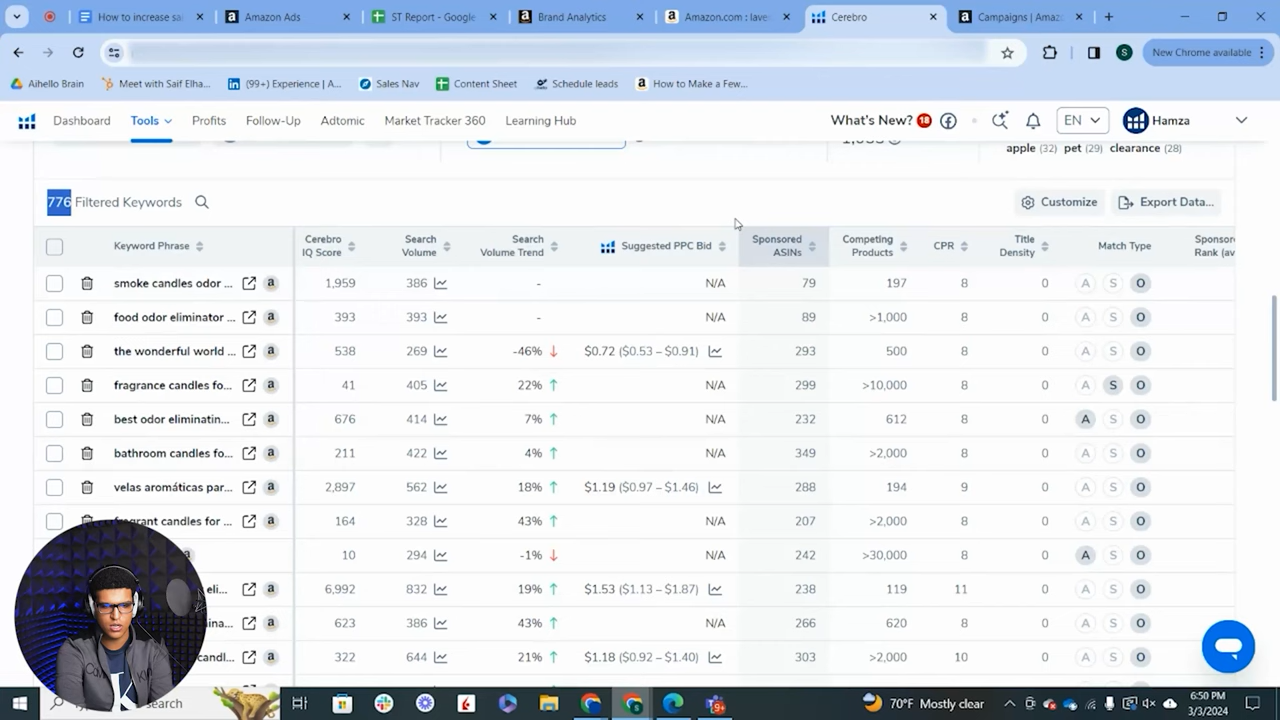 How to increase sa
Amazon Ads
ST Report - Google
Brand Analytics
Amazon.com : lave
Cerebro
Campaigns | Amaz
New Chrome available
Aihello Brain
Meet with Saif Elha...
(99+) Experience | A...
Sales Nav
Content Sheet
Schedule leads
How to Make a Few...
Dashboard
Tools
Profits
Follow-Up
Adtomic
Market Tracker 360
Learning Hub
What's New? 18
EN
Hamza
apple (32) pet (29) clearance (28)
776 Filtered Keywords
Customize
Export Data...
Keyword Phrase
Cerebro
IQ Score
Search
Volume
Search
Volume Trend
Suggested PPC Bid
Sponsored
ASINs
Competing
Products
CPR
Title
Density
Match Type
Sponsor
Rank (av
smoke candles odor ... a 1,959 386 - N/A 79 197 8 0 A S O
food odor eliminator ... a 393 393 - N/A 89 >1,000 8 0 A S O
the wonderful world ... a 538 269 -46% $0.72 ($0.53 – $0.91) 293 500 8 0 A S O
fragrance candles fo... a 41 405 22% N/A 299 >10,000 8 0 A S O
best odor eliminatin... a 676 414 7% N/A 232 612 8 0 A S O
bathroom candles fo... a 211 422 4% N/A 349 >2,000 8 0 A S O
velas aromáticas par... a 2,897 562 18% $1.19 ($0.97 – $1.46) 288 194 9 0 A S O
fragrant candles for ... a 164 328 43% N/A 207 >2,000 8 0 A S O
a 10 294 -1% N/A 242 >30,000 8 0 A S O
eli... a 6,992 832 19% $1.53 ($1.13 – $1.87) 238 119 11 0 A S O
ina... a 623 386 43% N/A 266 620 8 0 A S O
candl... a 322 644 21% $1.18 ($0.92 – $1.40) 303 >2,000 10 0 A S O
search
70°F Mostly clear
6:50 PM
3/3/2024